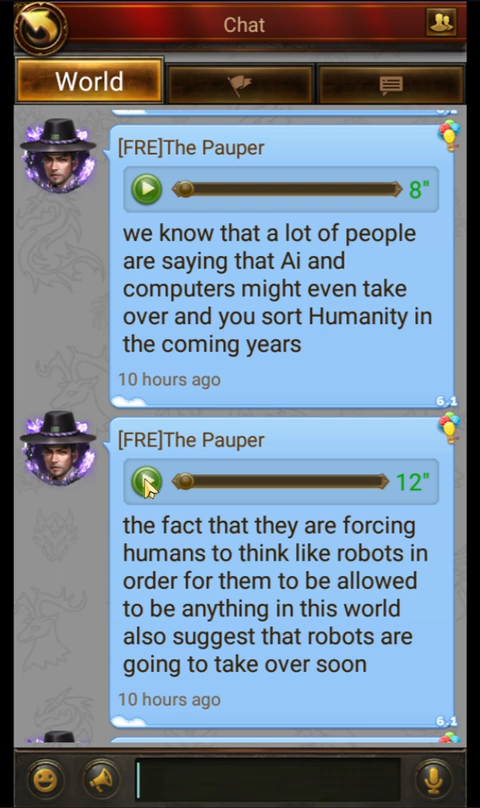 Chat
World
6.1
[FRE]The Pauper
8"
we know that a lot of people
are saying that Ai and
computers might even take
over and you sort Humanity in
the coming years
10 hours ago
6.1
[FRE]The Pauper
12"
the fact that they are forcing
humans to think like robots in
order for them to be allowed
to be anything in this world
also suggest that robots are
going to take over soon
10 hours ago
6.1